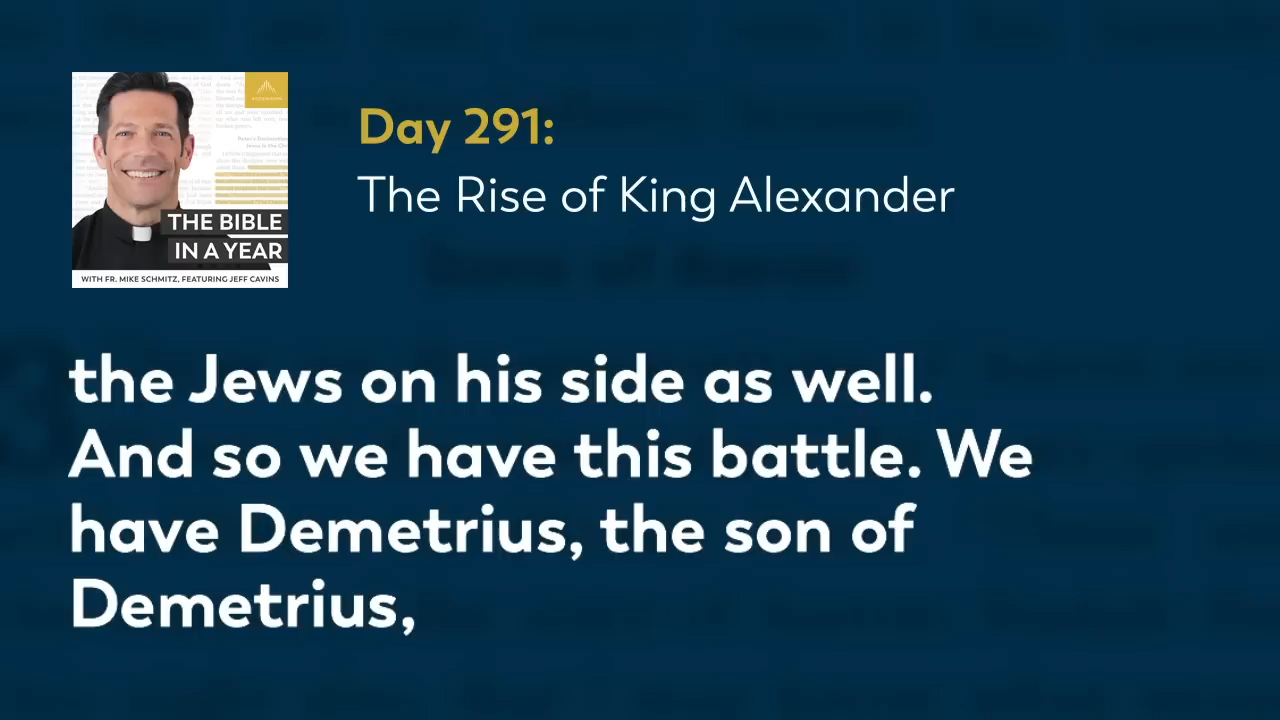 Day 291:
The Rise of King Alexander
THE BIBLE
IN A YEAR
WITH FR. MIKE SCHMITZ, FEATURING JEFF CAVINS
the Jews on his side as well.
And so we have this battle. We
have Demetrius, the son of
Demetrius,